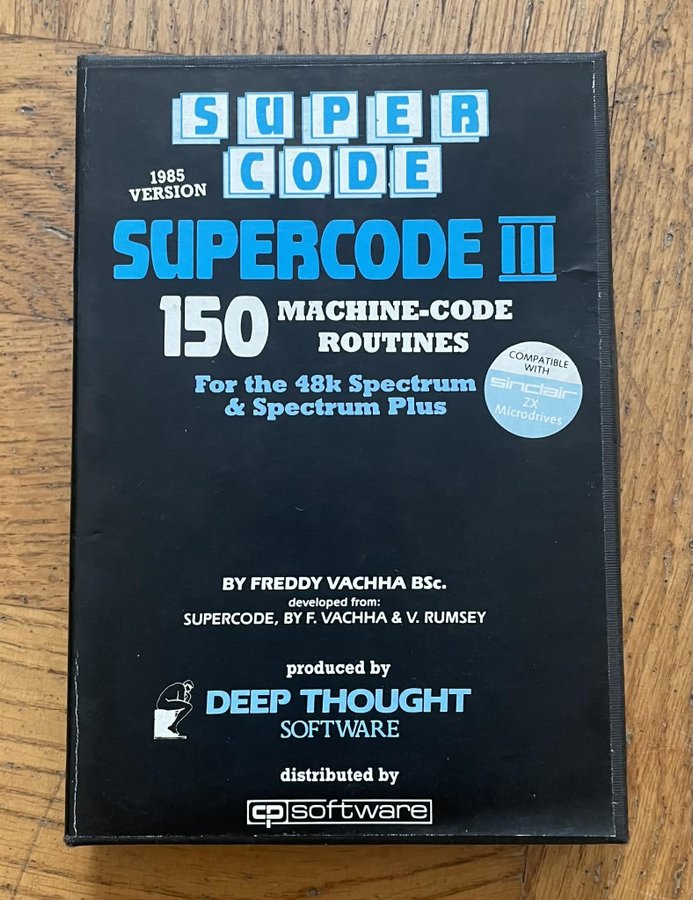 SUPER
CODE
1985
VERSION
SUPERCODE III
150 MACHINE-CODE
ROUTINES
For the 48k Spectrum
& Spectrum Plus
COMPATIBLE
WITH
sinclair
ZX
Microdrives
BY FREDDY VACHHA BSc.
developed from:
SUPERCODE, BY F. VACHHA & V. RUMSEY
produced by
DEEP THOUGHT
SOFTWARE
distributed by
cp software